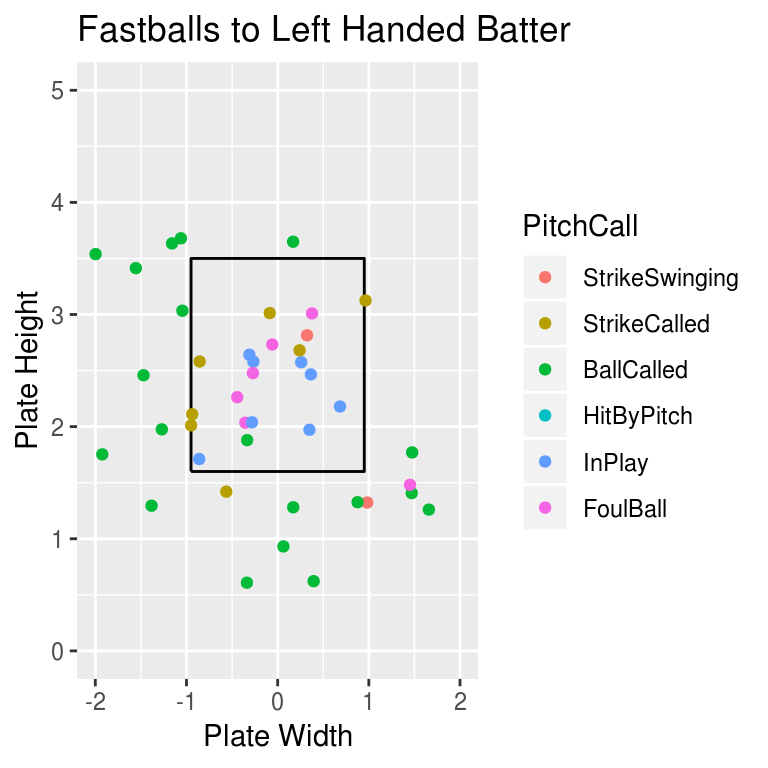 Fastballs to Left Handed Batter
5
4
3
2
1
0
Plate Height
-2 -1 0 1 2
Plate Width
PitchCall
StrikeSwinging
StrikeCalled
BallCalled
HitByPitch
InPlay
FoulBall